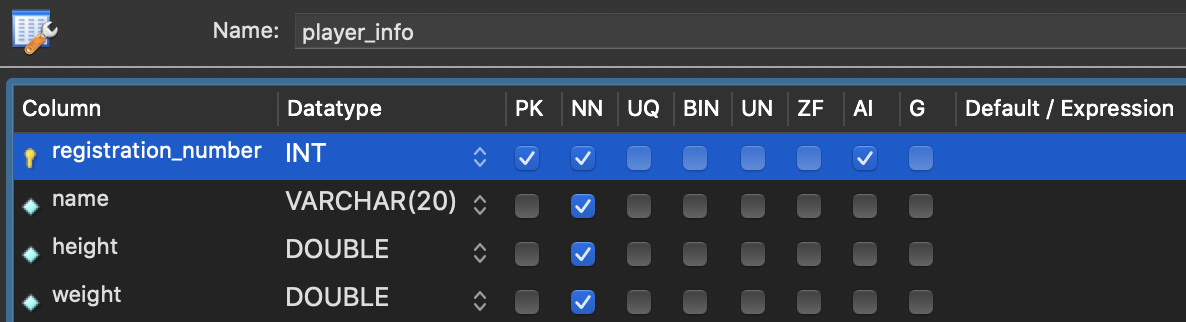 Name: player_info
Column Datatype PK NN UQ BIN UN ZF AI G Default / Expression
registration_number INT
name VARCHAR(20)
height DOUBLE
weight DOUBLE